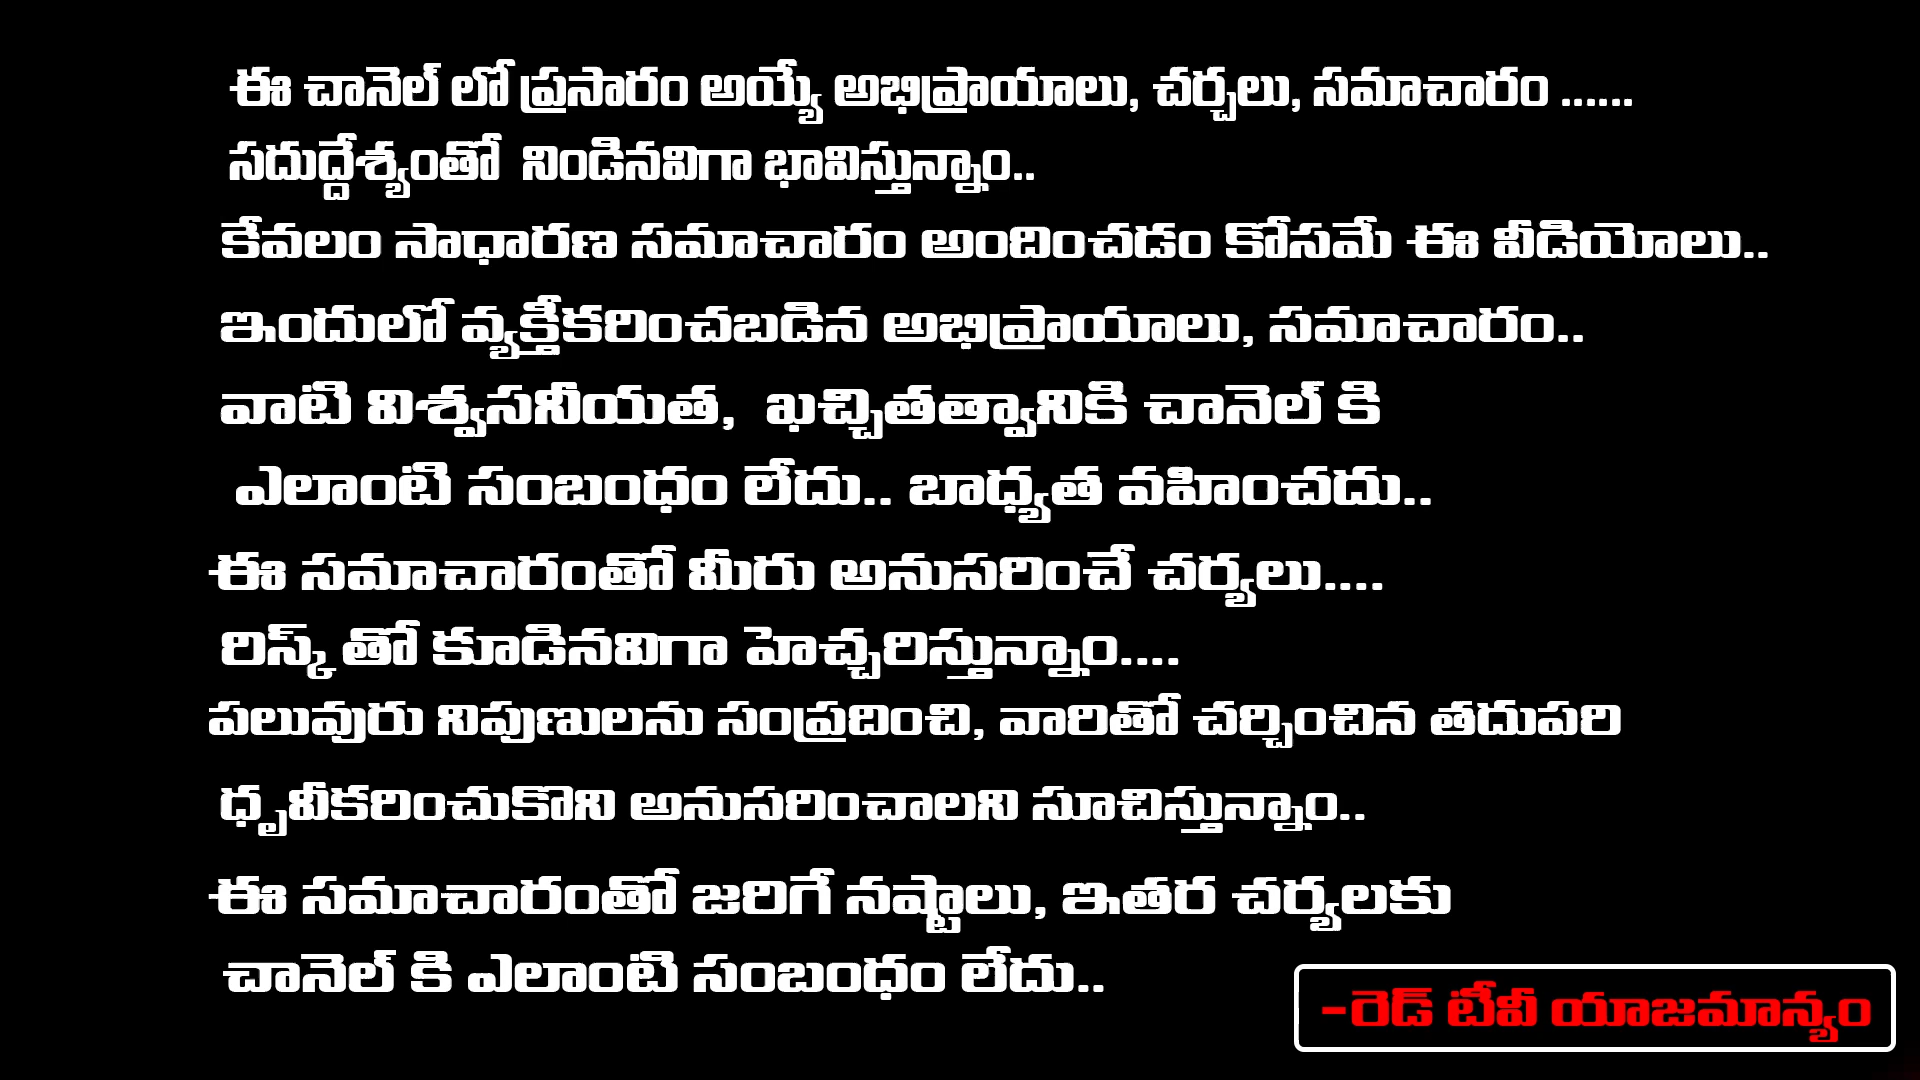 ఈ చానెల్ లో ప్రసారం అయ్యే అభిప్రాయాలు, చర్చలు, సమాచారం ......
సదుద్దేశ్యంతో నిండినవిగా భావిస్తున్నాం..
కేవలం సాధారణ సమాచారం అందించడం కోసమే ఈ వీడియోలు..
ఇందులో వ్యక్తీకరించబడిన అభిప్రాయాలు, సమాచారం..
వాటి విశ్వసనీయత, ఖచ్చితత్వానికి చానెల్ కి
ఎలాంటి సంబంధం లేదు.. బాధ్యత వహించదు..
ఈ సమాచారంతో మీరు అనుసరించే చర్యలు....
రిస్క్ తో కూడినవిగా హెచ్చరిస్తున్నాం....
పలువురు నిపుణులను సంప్రదించి, వారితో చర్చించిన తదుపరి
ధృవీకరించుకొని అనుసరించాలని సూచిస్తున్నాం..
ఈ సమాచారంతో జరిగే నష్టాలు, ఇతర చర్యలకు
చానెల్ కి ఎలాంటి సంబంధం లేదు..
-రెడ్ టీవీ యాజమాన్యం